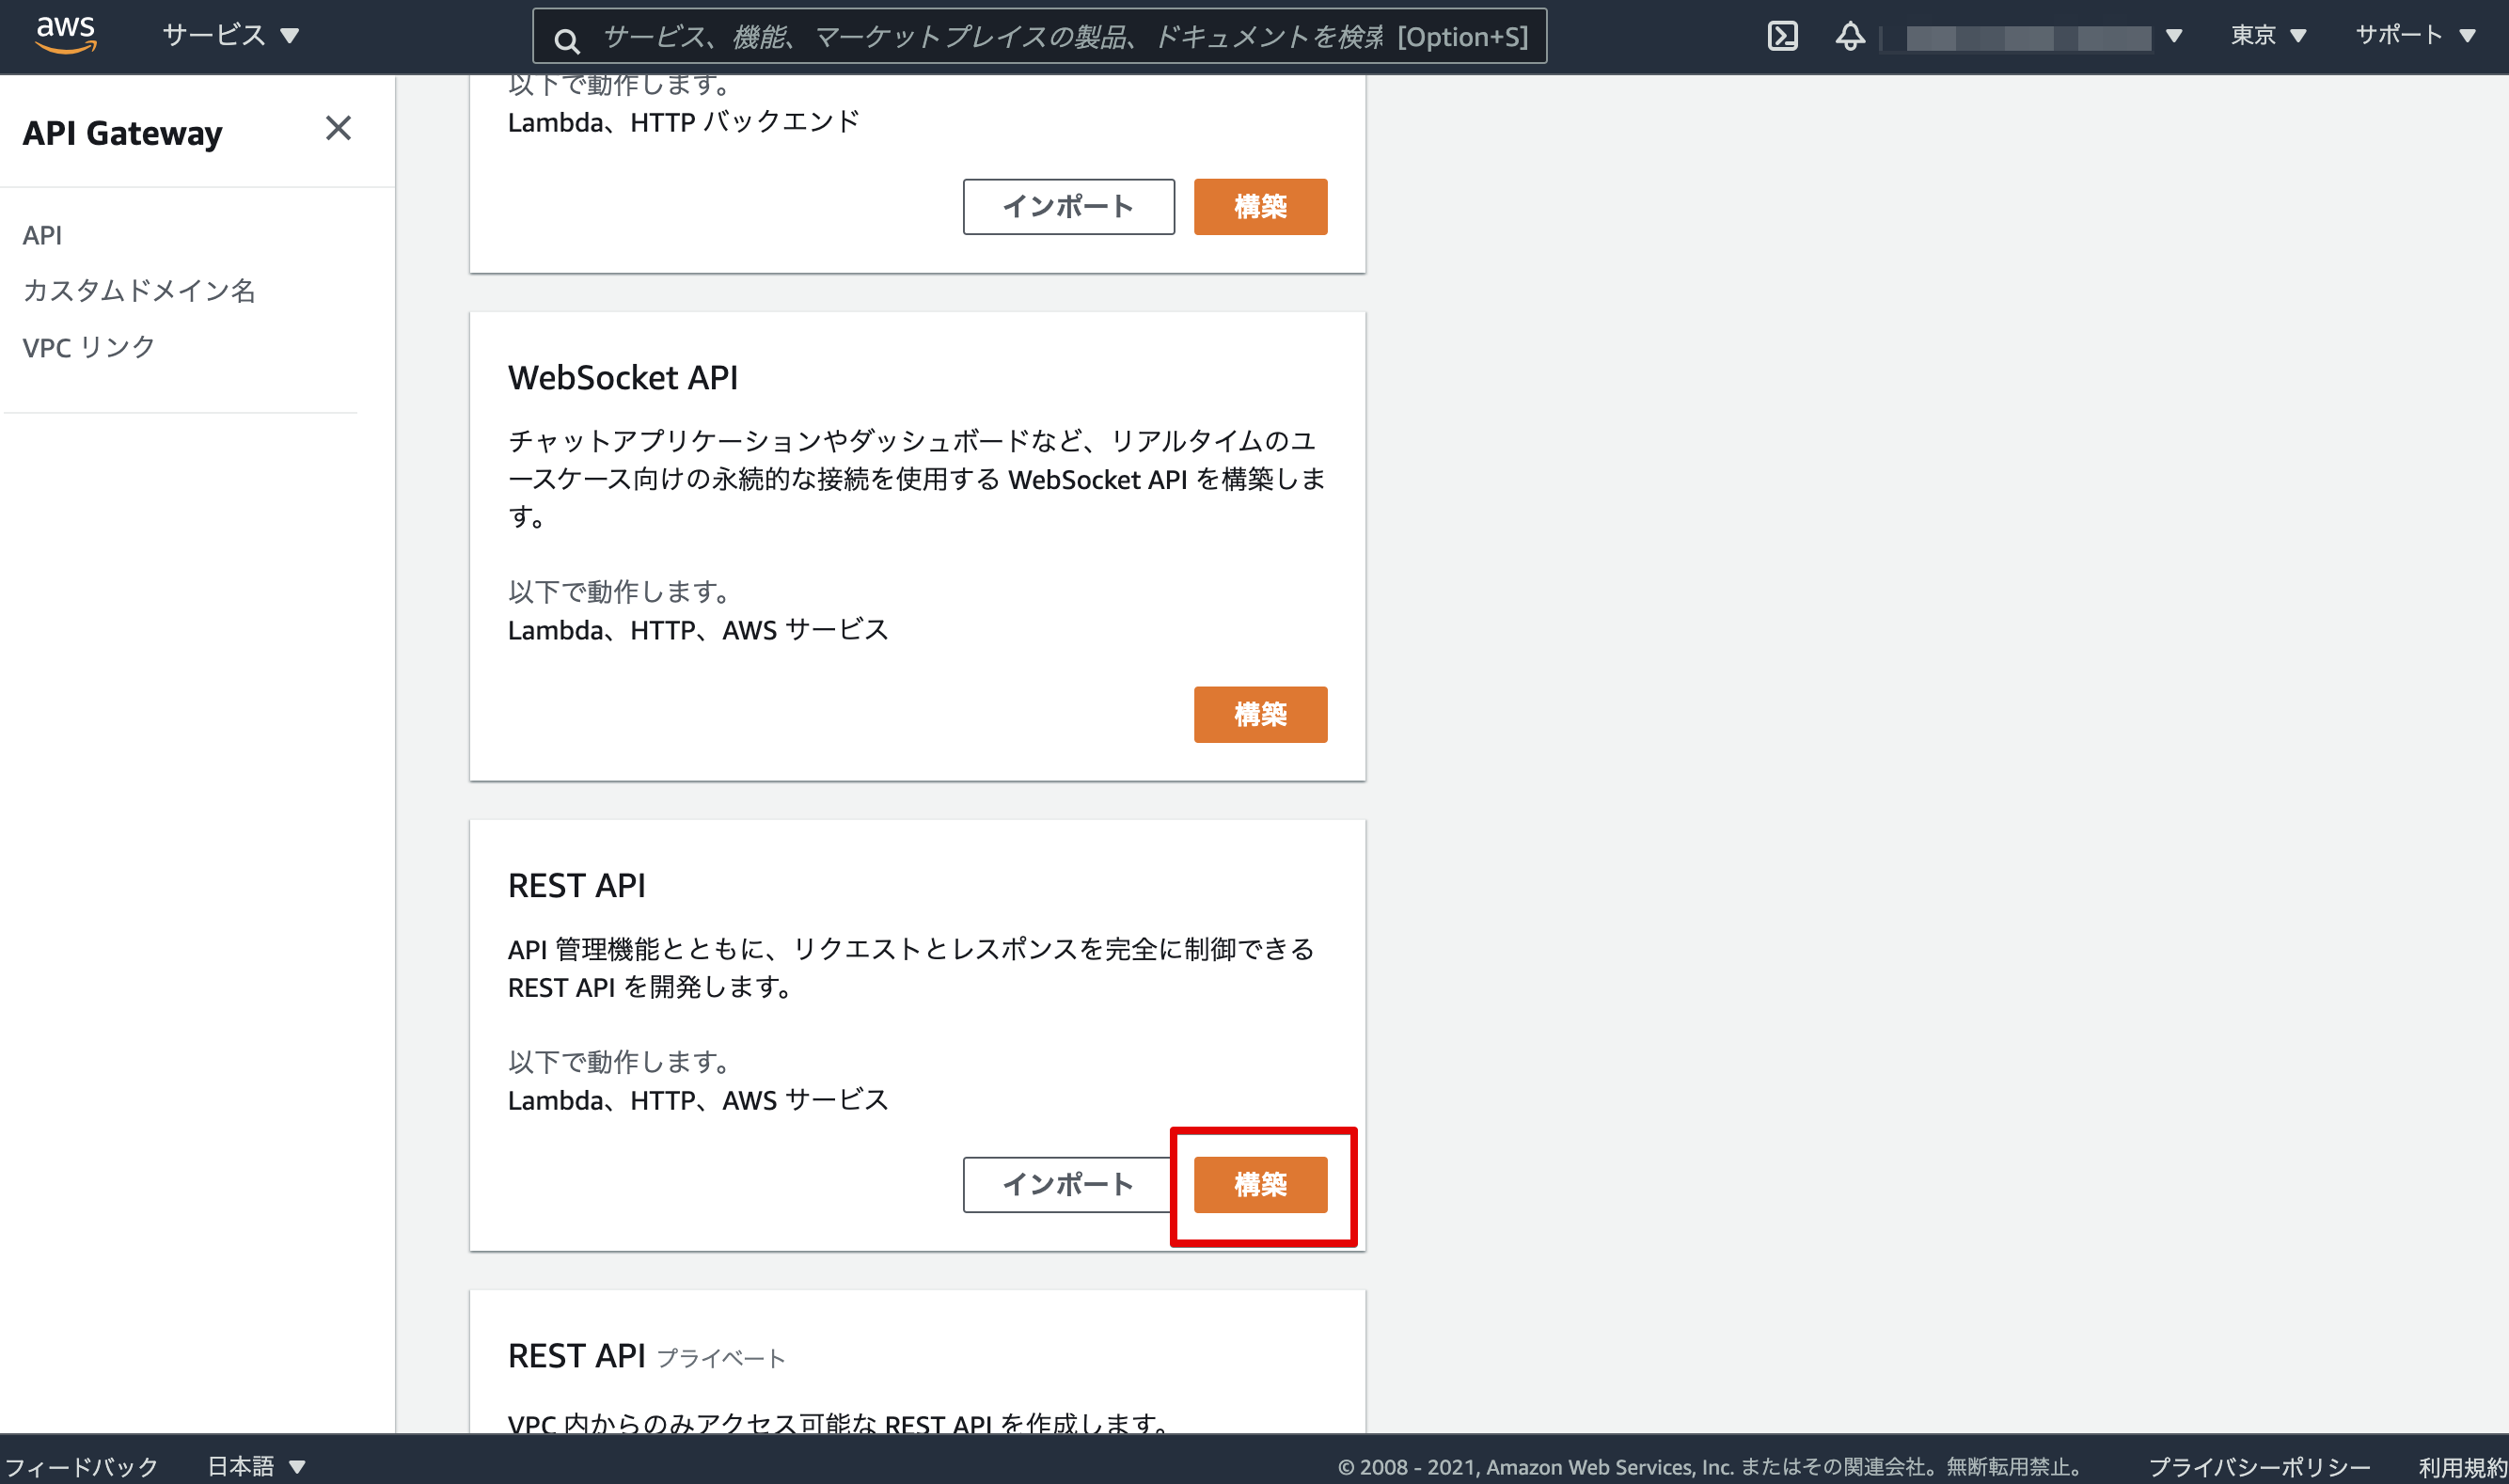 aws
サービス
サービス、機能、マーケットプレイスの製品、ドキュメントを検索 [Option+S]
東京
サポート
API Gateway
API
カスタムドメイン名
VPC リンク
以下で動作します。
Lambda、HTTP バックエンド
インポート
構築
WebSocket API
チャットアプリケーションやダッシュボードなど、リアルタイムのユ
ースケース向けの永続的な接続を使用する WebSocket API を構築しま
す。
以下で動作します。
Lambda、HTTP、AWS サービス
構築
REST API
API 管理機能とともに、リクエストとレスポンスを完全に制御できる
REST API を開発します。
以下で動作します。
Lambda、HTTP、AWS サービス
インポート
構築
REST API プライベート
VPC 内からのみアクセス可能な REST API を作成します。
フィードバック
日本語
© 2008 - 2021, Amazon Web Services, Inc. またはその関連会社。無断転用禁止。
プライバシーポリシー
利用規約